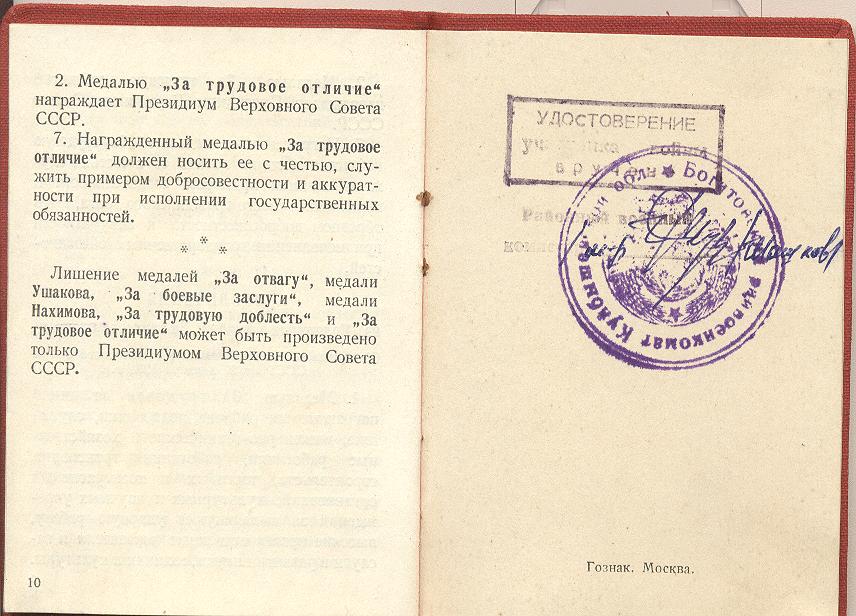 2. Медалью „За трудовое отличие“
награждает Президиум Верховного Совета
СССР.
7. Награжденный медалью „За трудовое
отличие“ должен носить ее с честью, слу-
жить примером добросовестности и аккурат-
ности при исполнении государственных
обязанностей.
* * *
Лишение медалей „За отвагу“, медали
Ушакова, „За боевые заслуги“, медали
Нахимова, „За трудовую доблесть“ и „За
трудовое отличие“ может быть произведено
только Президиумом Верховного Совета
СССР.
10
УДОСТОВЕРЕНИЕ
Районный военный
райвоенкомат Куйбыш
Гознак. Москва.